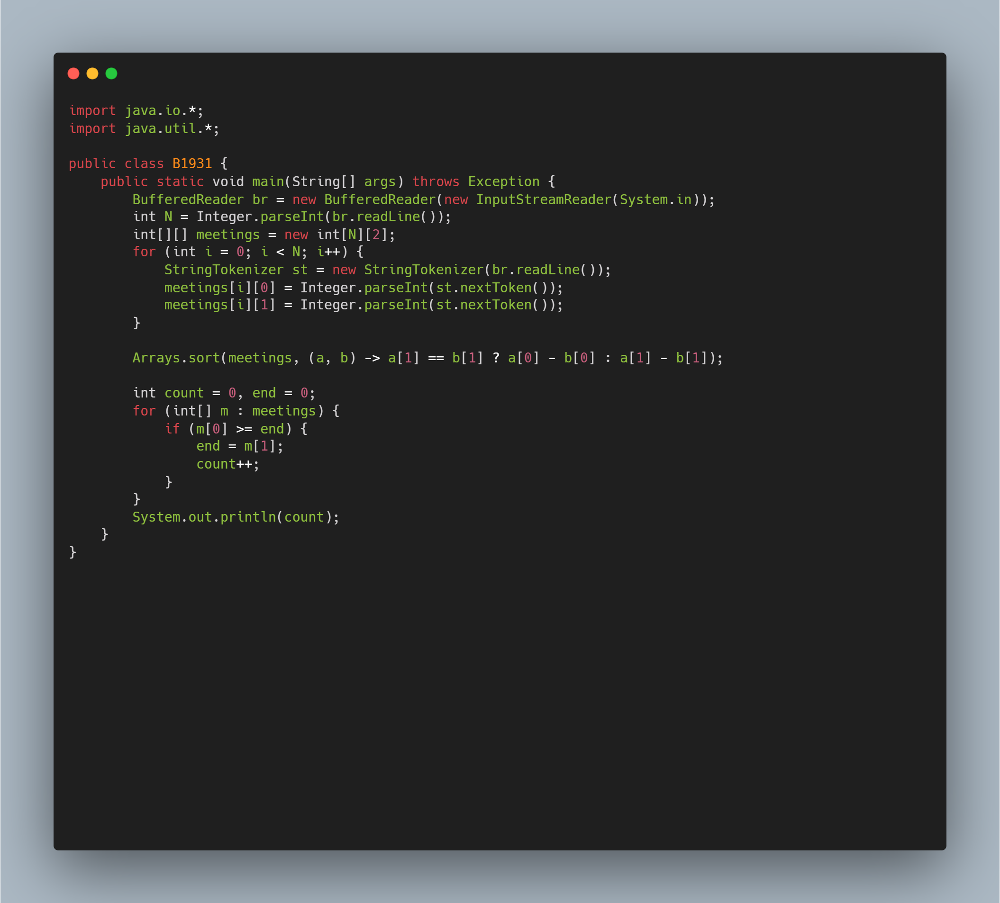 import java.io.*;
import java.util.*;

public class B1931 {
    public static void main(String[] args) throws Exception {
        BufferedReader br = new BufferedReader(new InputStreamReader(System.in));
        int N = Integer.parseInt(br.readLine());
        int[][] meetings = new int[N][2];
        for (int i = 0; i < N; i++) {
            StringTokenizer st = new StringTokenizer(br.readLine());
            meetings[i][0] = Integer.parseInt(st.nextToken());
            meetings[i][1] = Integer.parseInt(st.nextToken());
        }

        Arrays.sort(meetings, (a, b) -> a[1] == b[1] ? a[0] - b[0] : a[1] - b[1]);

        int count = 0, end = 0;
        for (int[] m : meetings) {
            if (m[0] >= end) {
                end = m[1];
                count++;
            }
        }
        System.out.println(count);
    }
}